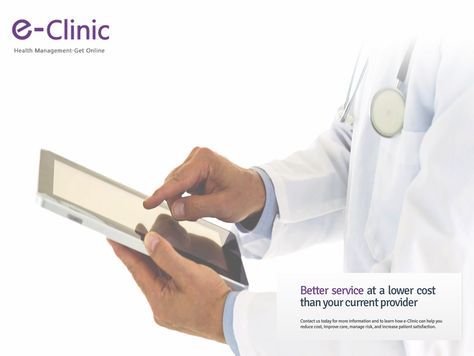 e-Clinic
Health Management-Get Online
Better service at a lower cost
than your current provider
Contact us today for more information and to learn how e-Clinic can help you
reduce cost, improve care, manage risk, and increase patient satisfaction.